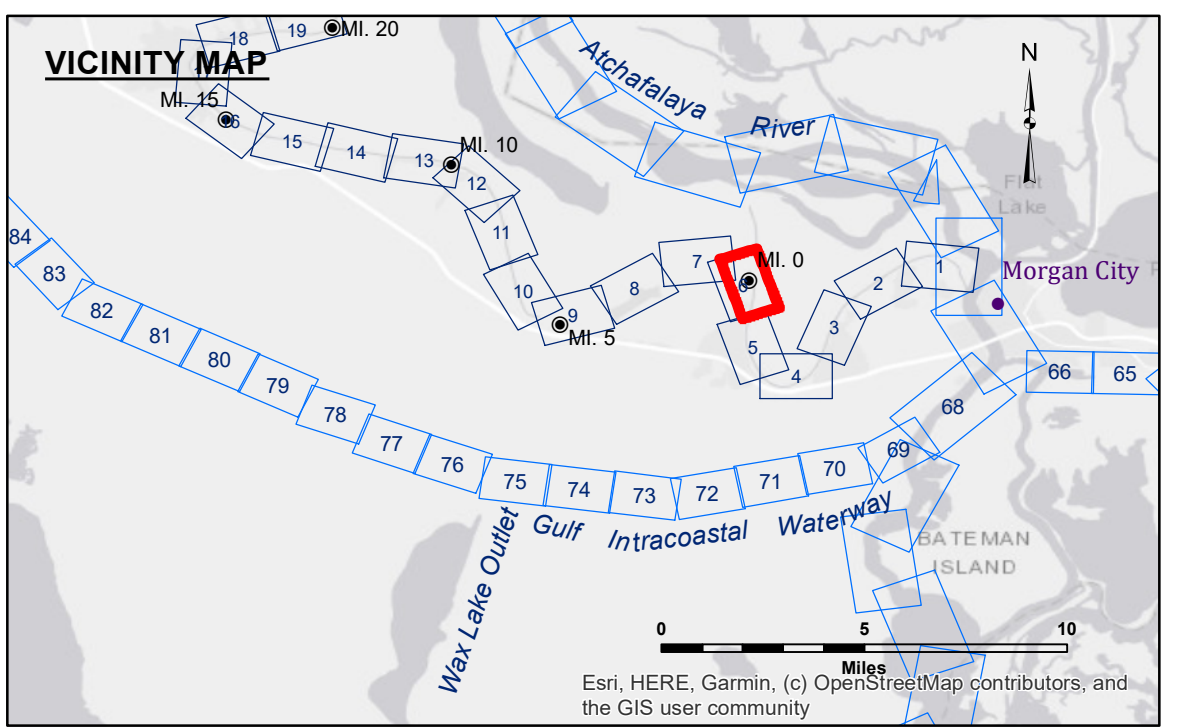 VICINITY MAP
18
19
MI. 20
MI. 15
16
15
14
13
MI. 10
12
11
10
9
MI. 5
8
7
6
MI. 0
5
4
3
2
1
Atchafalaya
River
N
Flat
Lake
Morgan City
84
83
82
81
80
79
78
77
76
75
74
73
72
71
70
69
68
66
65
Wax Lake Outlet
Gulf Intracoastal Waterway
BATEMAN
ISLAND
0 5 10
Miles
Esri, HERE, Garmin, (c) OpenStreetMap contributors, and
the GIS user community